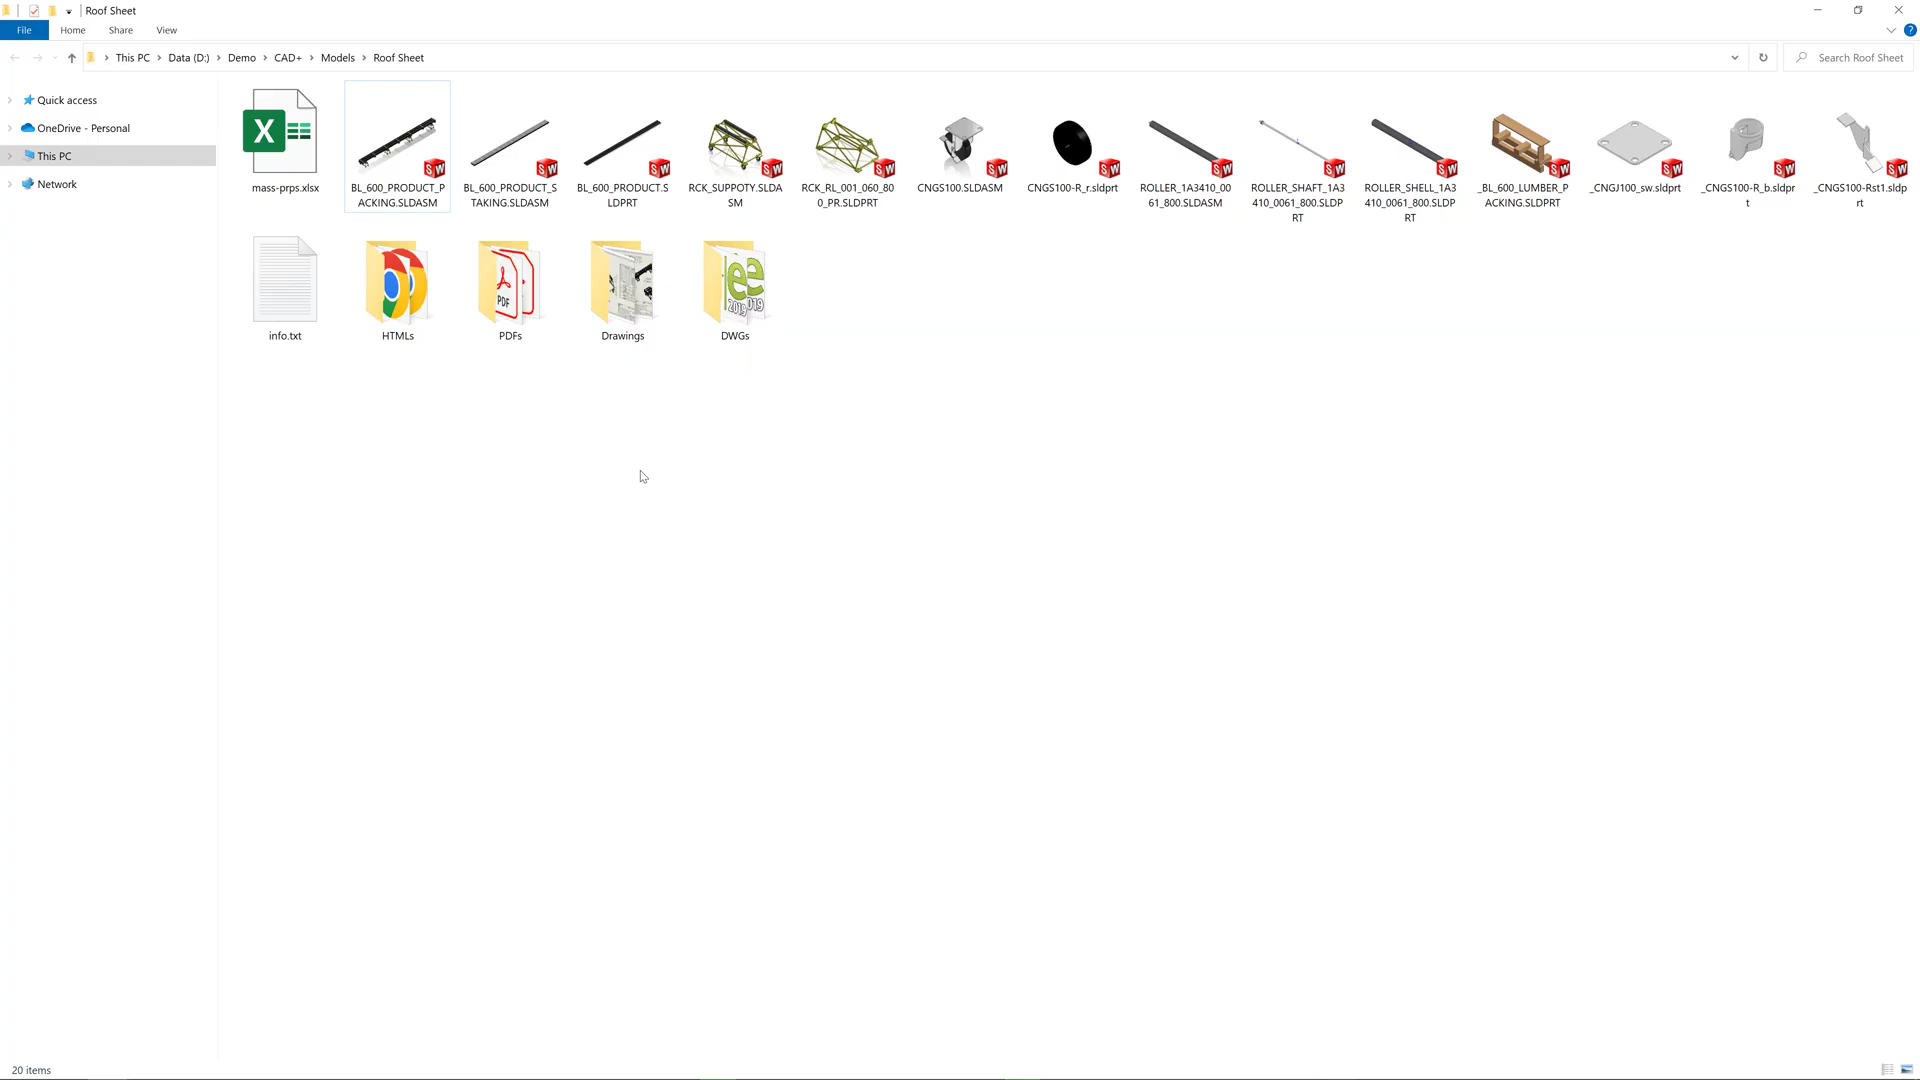 Roof Sheet
File
Home
Share
View
This PC
Data (D:)
Demo
CAD+
Models
Roof Sheet
Search Roof Sheet
Quick access
OneDrive - Personal
This PC
Network
mass-prps.xlsx
BL_600_PRODUCT_P
ACKING.SLDASM
BL_600_PRODUCT_S
TAKING.SLDASM
BL_600_PRODUCT.S
LDPRT
RCK_SUPPOTY.SLDA
SM
RCK_RL_001_060_80
0_PR.SLDPRT
CNGS100.SLDASM
CNGS100-R_r.sldprt
ROLLER_1A3410_00
61_800.SLDASM
ROLLER_SHAFT_1A3
410_0061_800.SLDP
RT
ROLLER_SHELL_1A3
410_0061_800.SLDP
RT
_BL_600_LUMBER_P
ACKING.SLDPRT
_CNGJ100_sw.sldprt
_CNGS100-R_b.sldpr
t
_CNGS100-Rst1.sldp
rt
info.txt
HTMLs
PDF
PDFs
Drawings
2019
DWGs
20 items